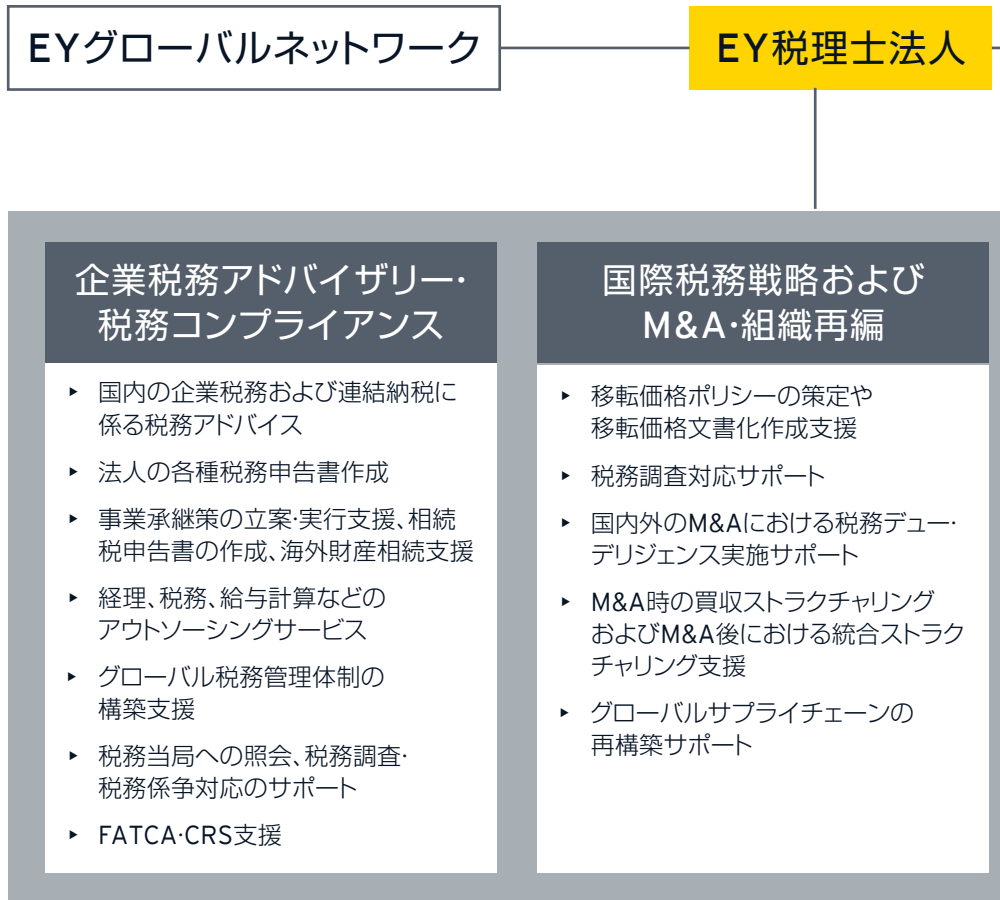 EYグローバルネットワーク
EY税理士法人
企業税務アドバイザリー・
税務コンプライアンス
▸ 国内の企業税務および連結納税に
係る税務アドバイス
▸ 法人の各種税務申告書作成
▸ 事業承継策の立案・実行支援、相続
税申告書の作成、海外財産相続支援
▸ 経理、税務、給与計算などの
アウトソーシングサービス
▸ グローバル税務管理体制の
構築支援
▸ 税務当局への照会、税務調査・
税務係争対応のサポート
▸ FATCA・CRS支援
国際税務戦略および
M&A・組織再編
▸ 移転価格ポリシーの策定や
移転価格文書化作成支援
▸ 税務調査対応サポート
▸ 国内外のM&Aにおける税務デュー・
デリジェンス実施サポート
▸ M&A時の買収ストラクチャリング
およびM&A後における統合ストラク
チャリング支援
▸ グローバルサプライチェーンの
再構築サポート